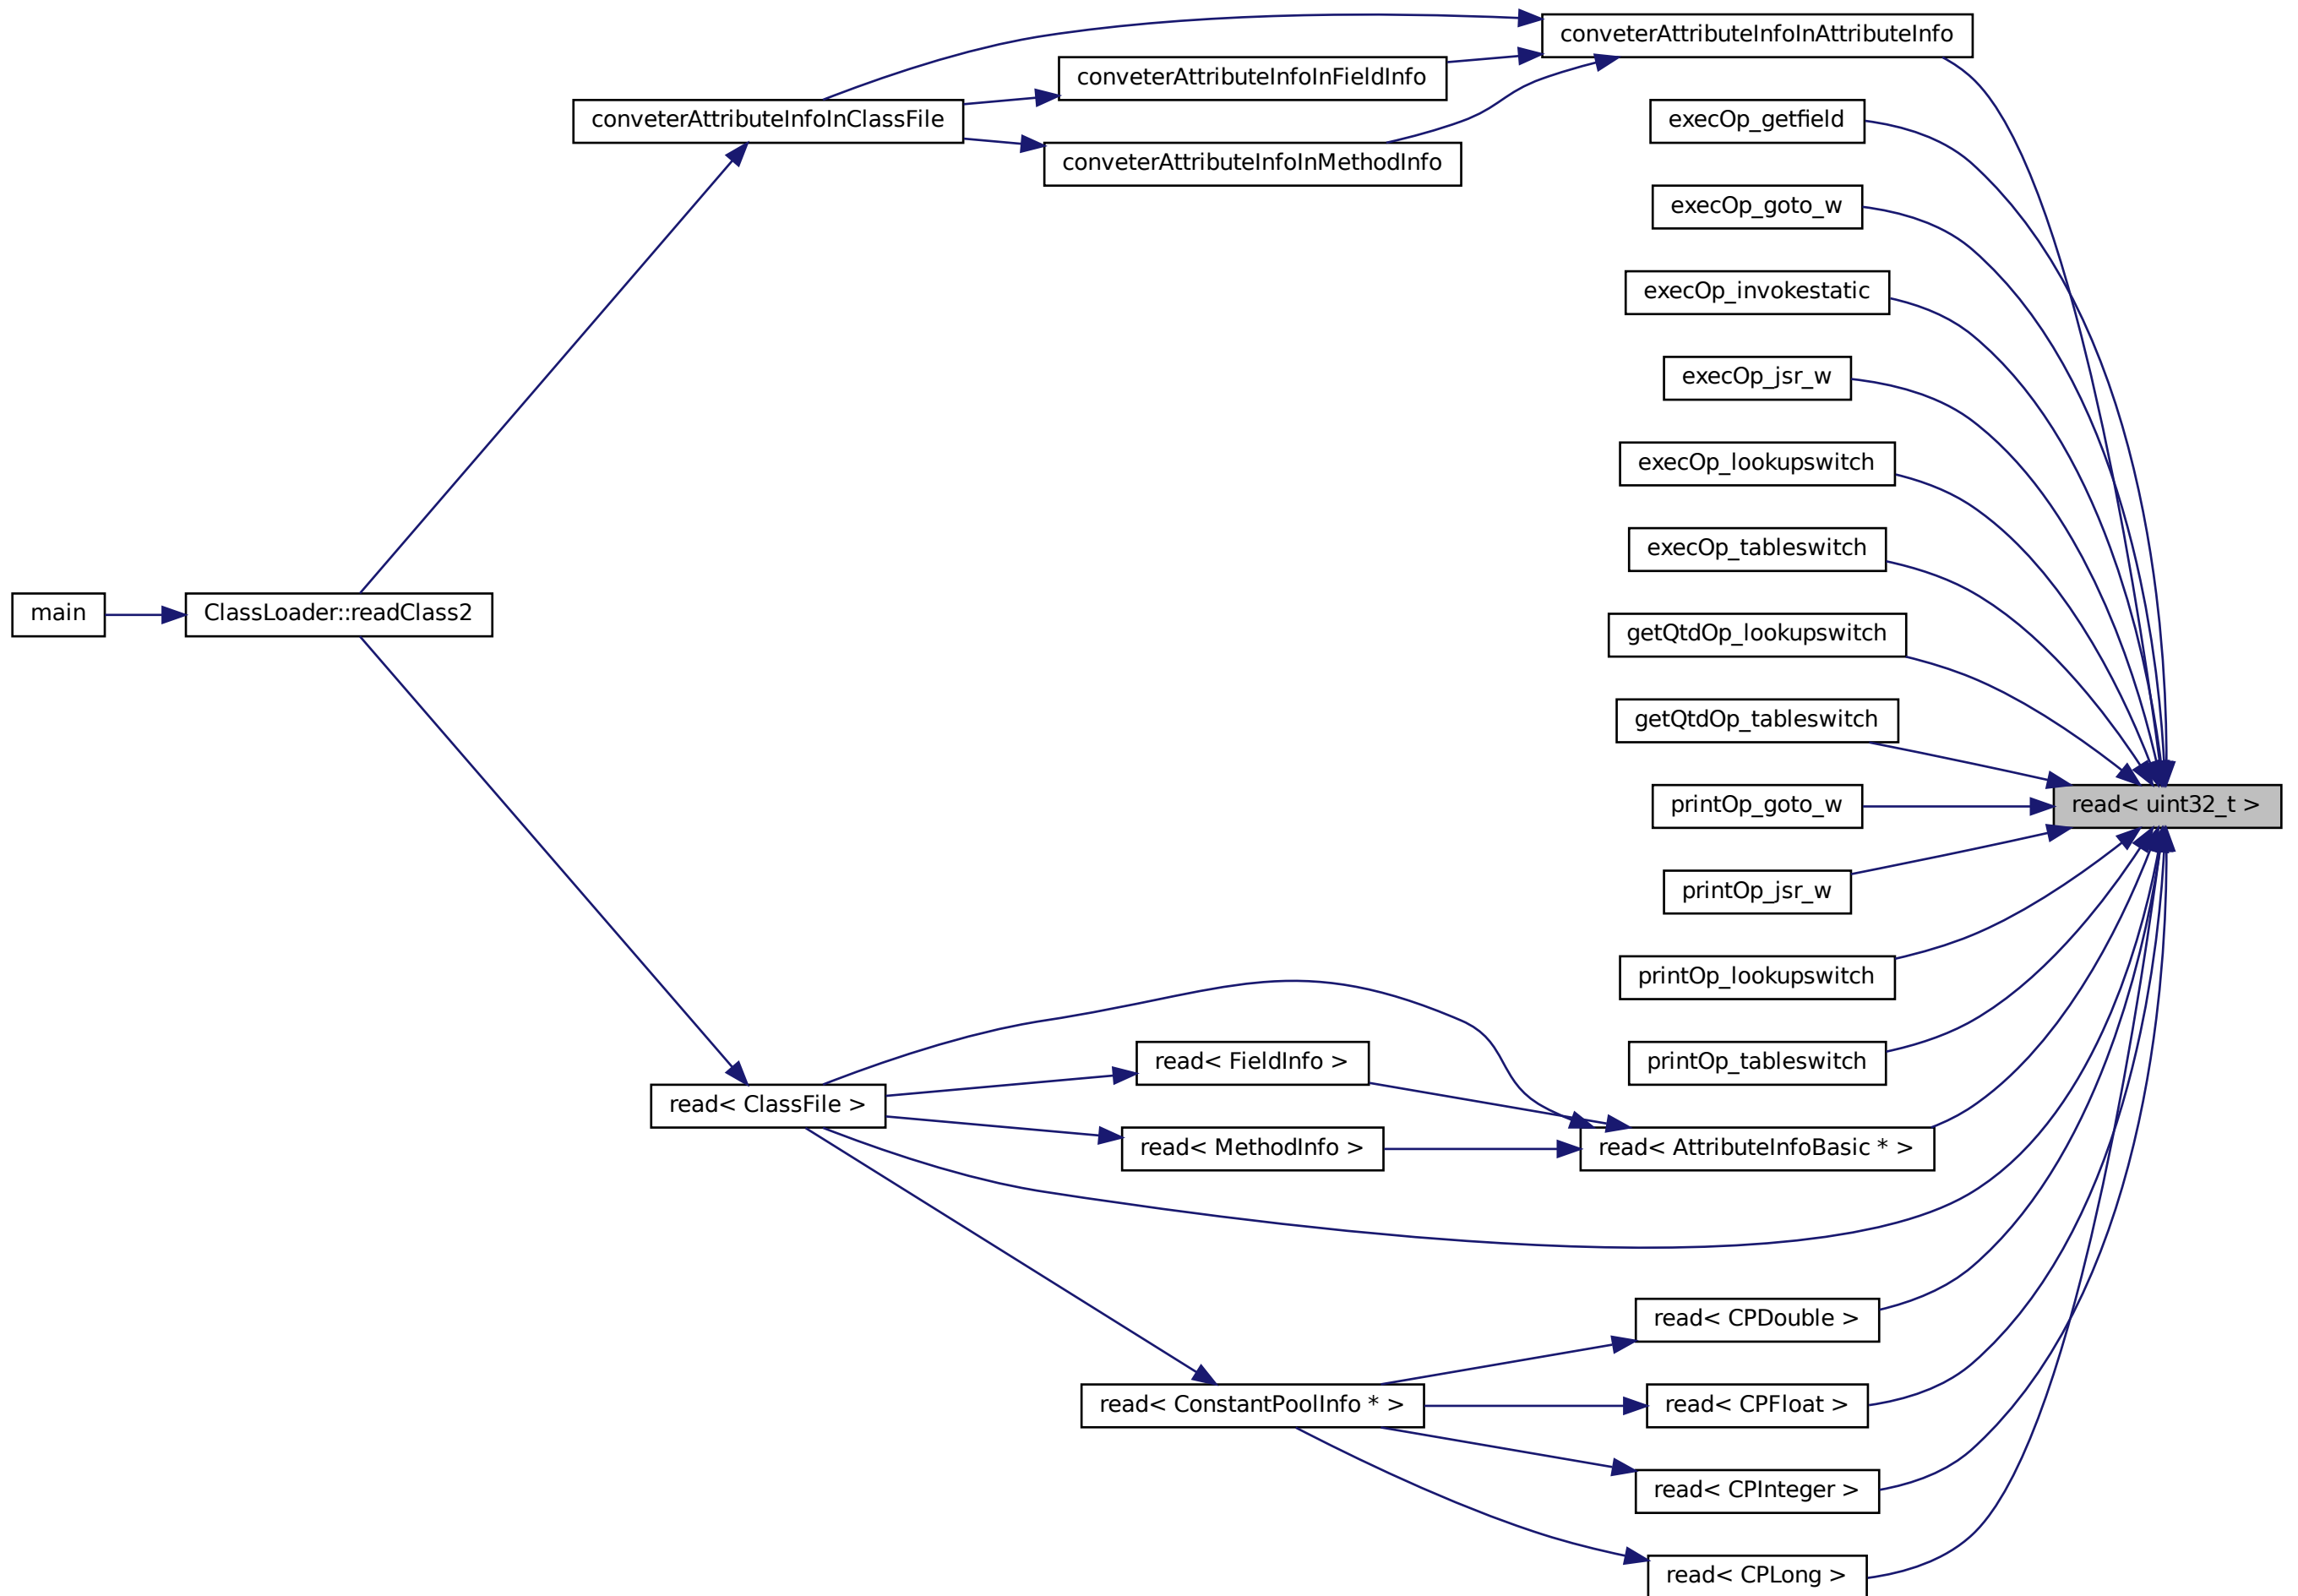 conveterAttributeInfoInAttributeInfo
conveterAttributeInfoInFieldInfo
conveterAttributeInfoInClassFile
execOp_getfield
conveterAttributeInfoInMethodInfo
execOp_goto_w
execOp_invokestatic
execOp_jsr_w
execOp_lookupswitch
execOp_tableswitch
main
ClassLoader::readClass2
getQtdOp_lookupswitch
getQtdOp_tableswitch
printOp_goto_w
read< uint32_t >
printOp_jsr_w
printOp_lookupswitch
read< FieldInfo >
printOp_tableswitch
read< ClassFile >
read< MethodInfo >
read< AttributeInfoBasic * >
read< CPDouble >
read< ConstantPoolInfo * >
read< CPFloat >
read< CPInteger >
read< CPLong >